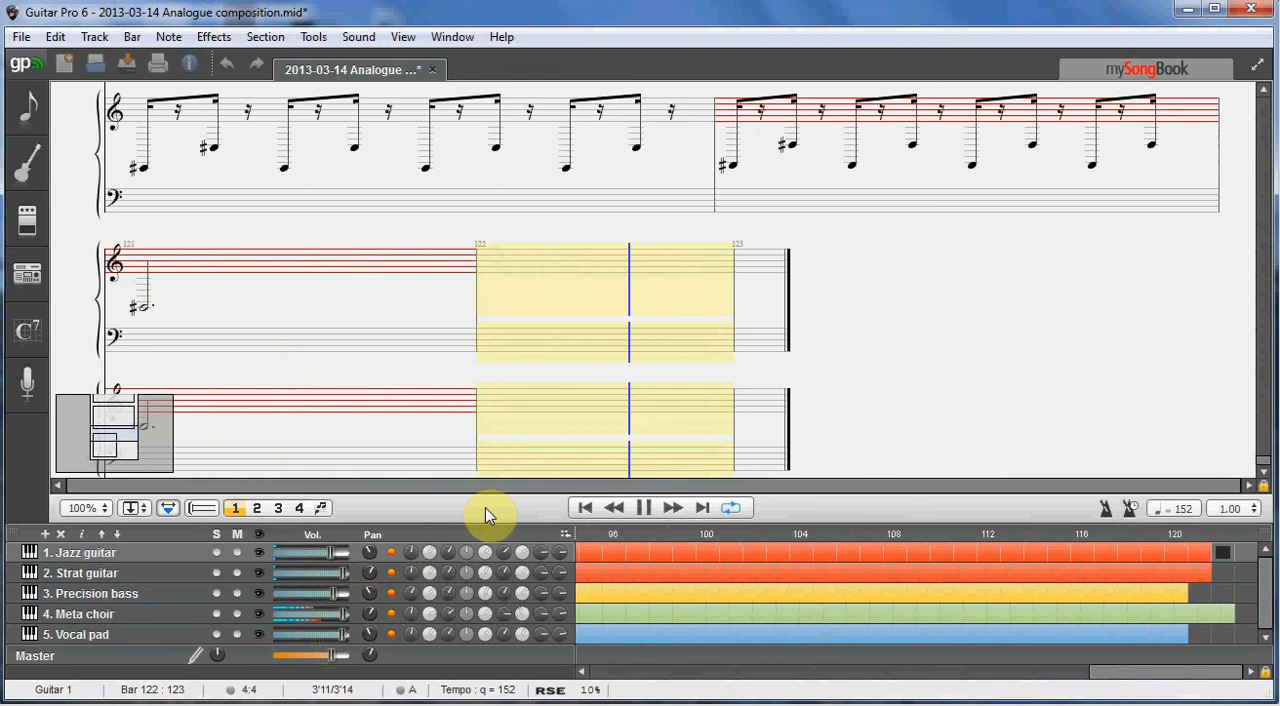 Guitar Pro 6 - 2013-03-14 Analogue composition.mid*
File Edit Track Bar Note Effects Section Tools Sound View Window Help
gp 2013-03-14 Analogue ...* × mySongBook
121 122 123
C7
100% 1 2 3 4 = 152 1.00
S M Vol. Pan 96 100 104 108 112 116 120
1. Jazz guitar
2. Strat guitar
3. Precision bass
4. Meta choir
5. Vocal pad
Master
Guitar 1 Bar 122 : 123 4:4 3'11/3'14 A Tempo : q = 152 RSE 10%